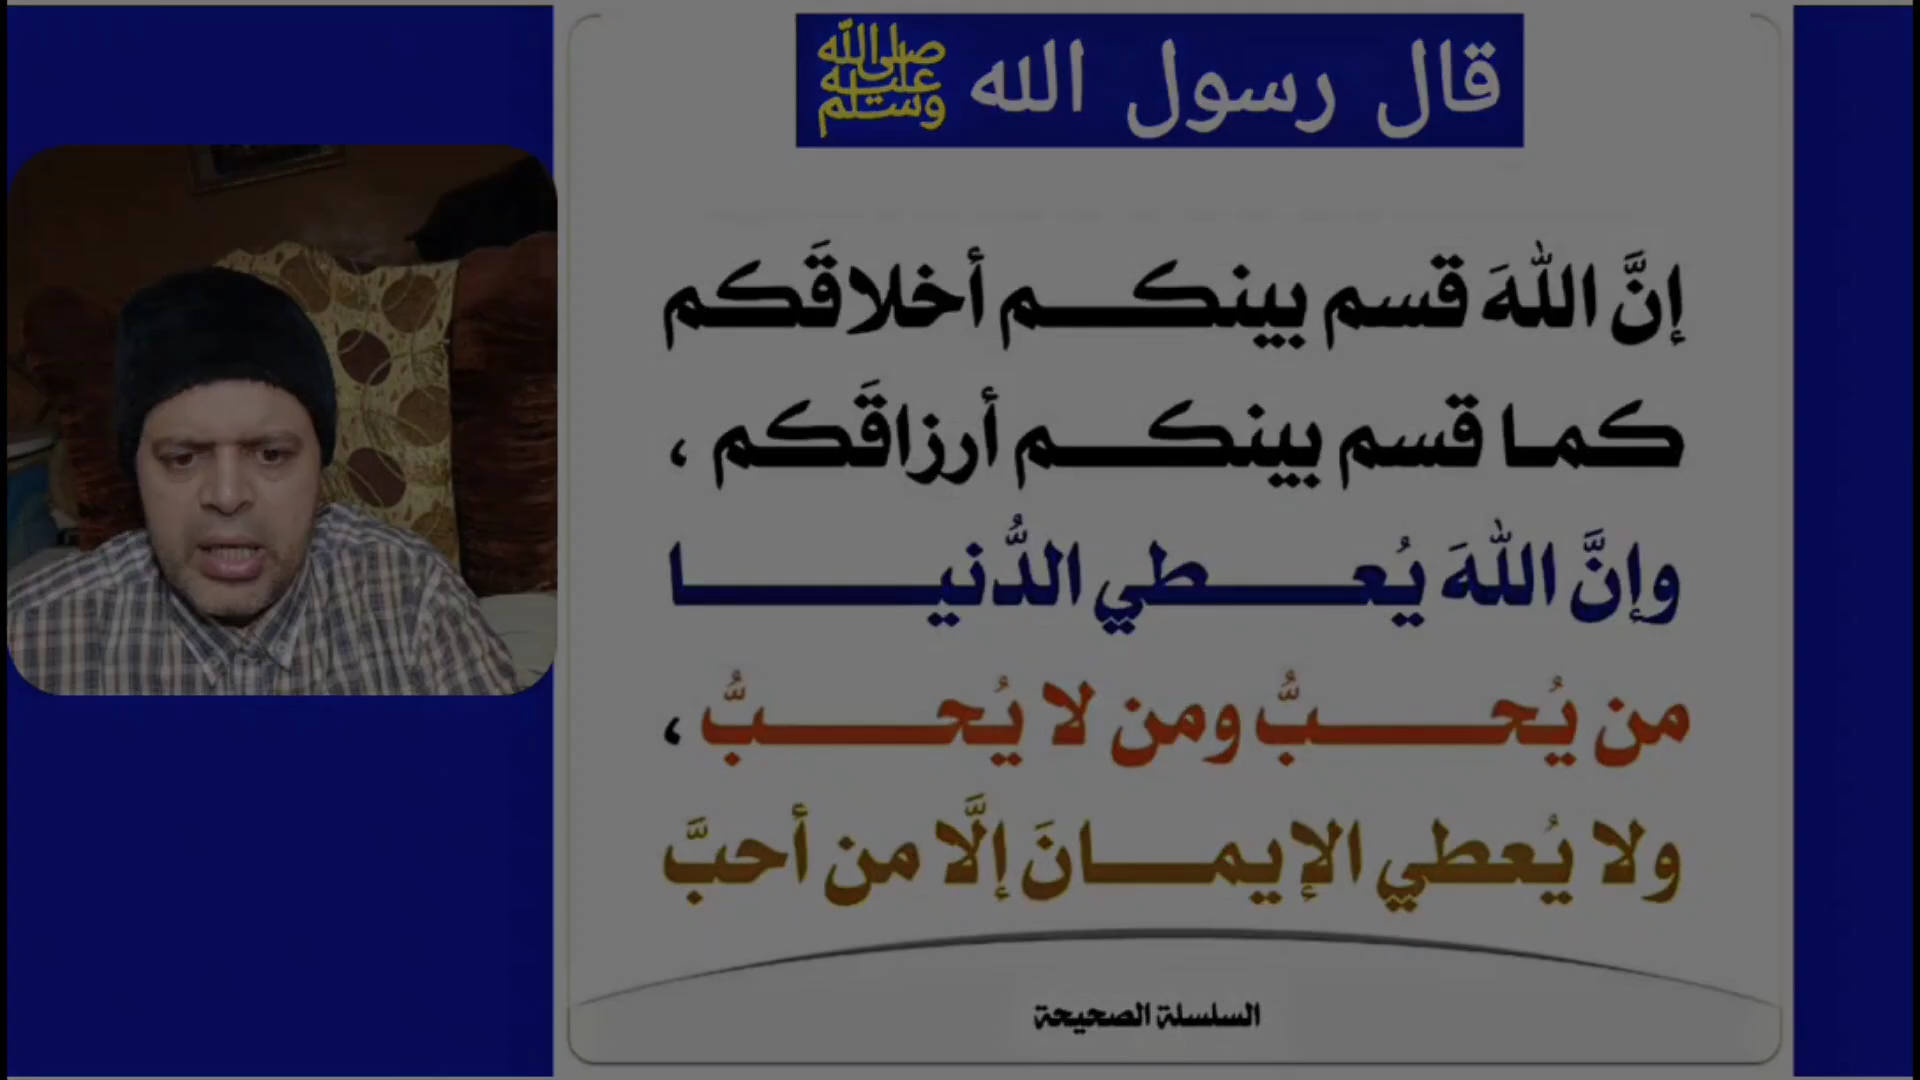 قال رسول الله صلى الله عليه وسلم
إنَّ اللهَ قسم بينكم أخلاقَكم
كما قسم بينكم أرزاقَكم ،
وإنَّ اللهَ يُعطي الدُّنيا
من يُحبُّ ومن لا يُحبُّ ،
ولا يُعطي الإيمانَ إلَّا من أحبَّ
السلسلة الصحيحة